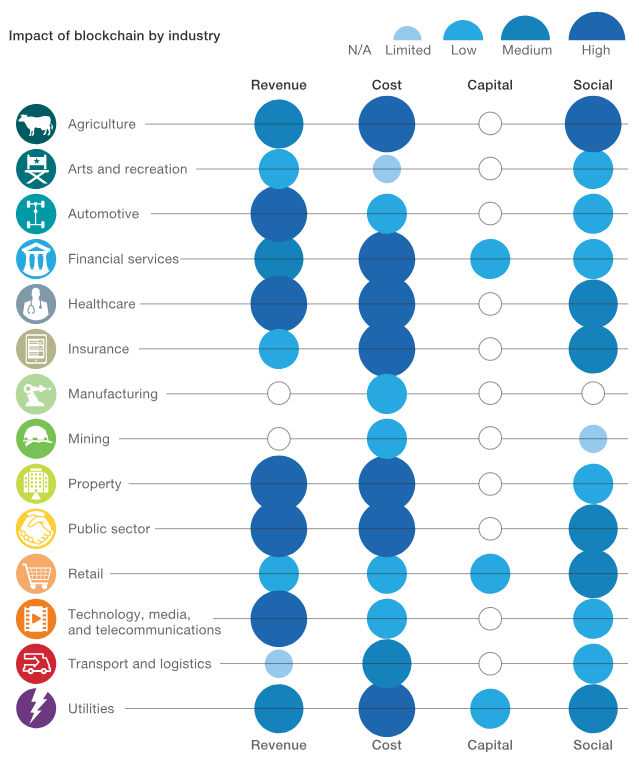 Impact of blockchain by industry
N/A Limited Low Medium High
Revenue Cost Capital Social
Agriculture
Arts and recreation
Automotive
Financial services
Healthcare
Insurance
Manufacturing
Mining
Property
Public sector
Retail
Technology, media,
and telecommunications
Transport and logistics
Utilities
Revenue Cost Capital Social